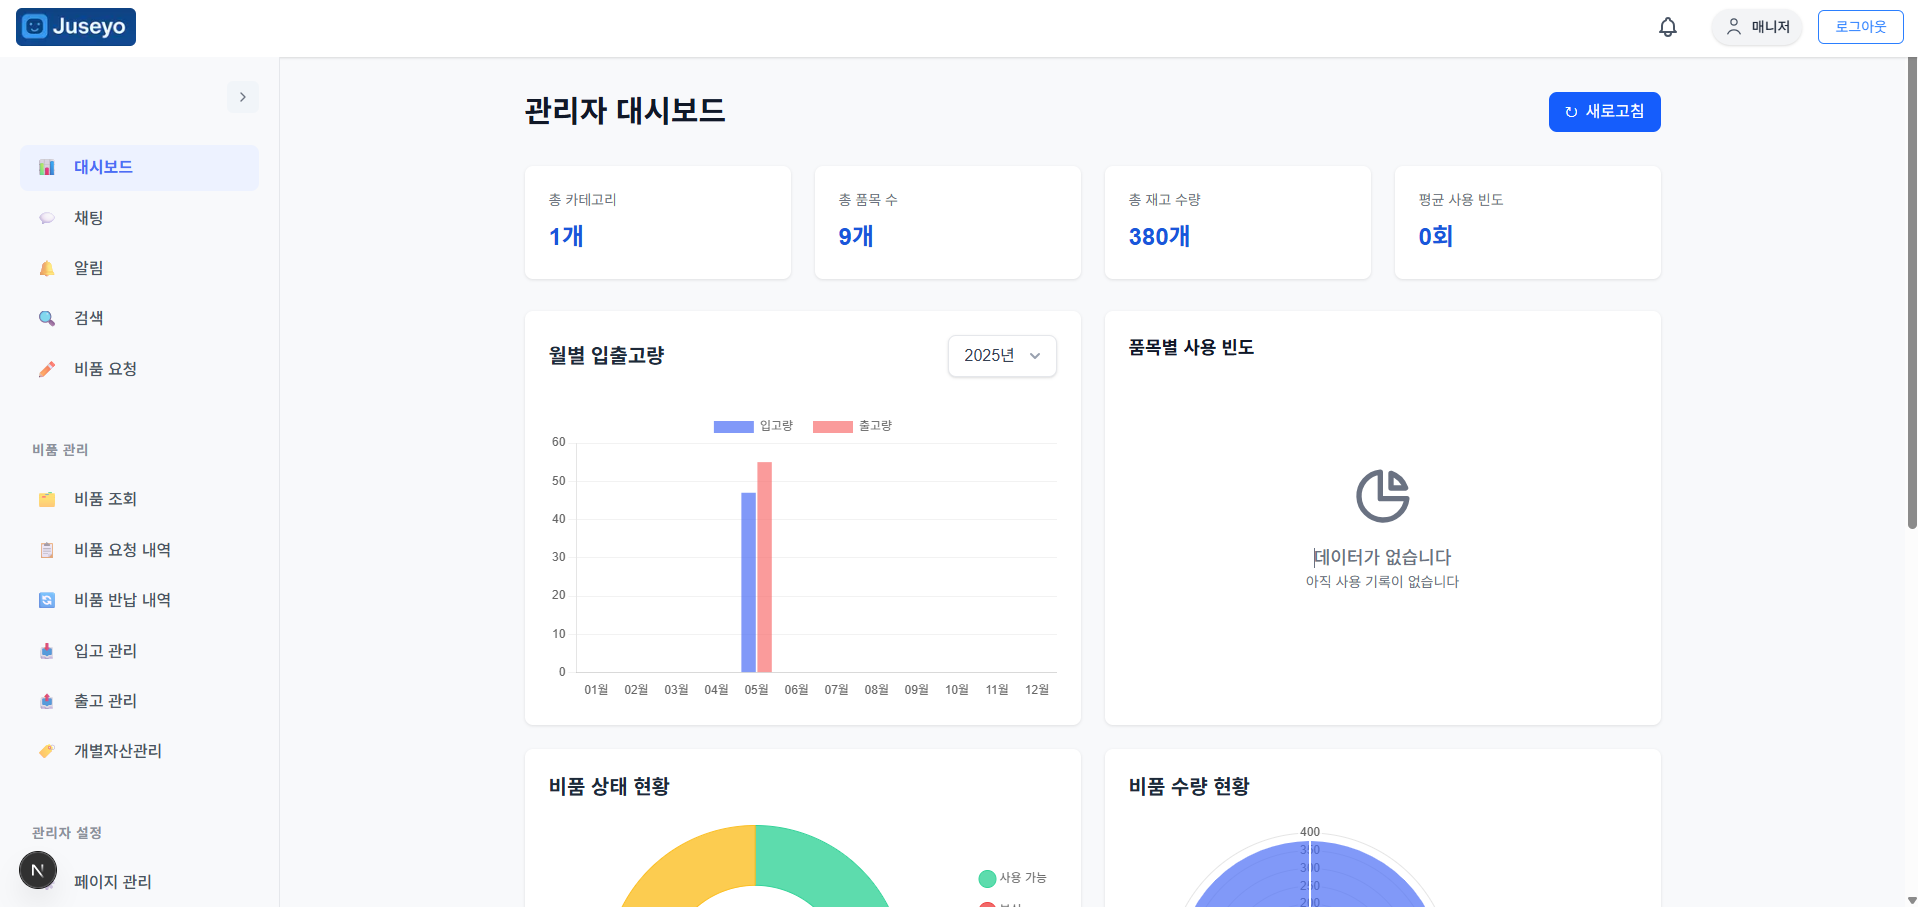 Juseyo
매니저
로그아웃
대시보드
채팅
알림
검색
비품 요청
비품 관리
비품 조회
비품 요청 내역
비품 반납 내역
입고 관리
출고 관리
개별자산관리
관리자 설정
N
페이지 관리
관리자 대시보드
↻ 새로고침
총 카테고리
1개
총 품목 수
9개
총 재고 수량
380개
평균 사용 빈도
0회
월별 입출고량
2025년
입고량 출고량
60
50
40
30
20
10
0
01월 02월 03월 04월 05월 06월 07월 08월 09월 10월 11월 12월
품목별 사용 빈도
데이터가 없습니다
아직 사용 기록이 없습니다
비품 상태 현황
사용 가능
비품 수량 현황
400
350
300
250
200